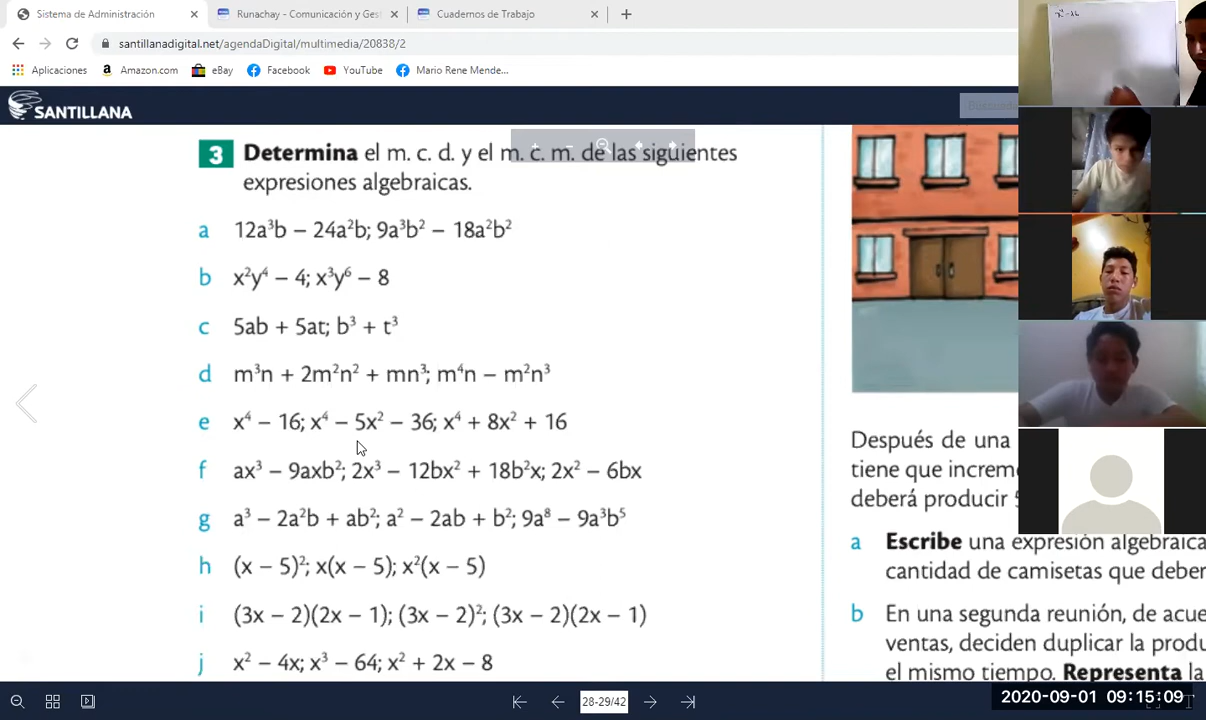 Sistema de Administración
Runachay - Comunicación y Ges
Cuadernos de Trabajo
santillanadigital.net/agendaDigital/multimedia/20838/2
Aplicaciones
Amazon.com
eBay
Facebook
YouTube
Mario Rene Mende...
SANTILLANA
3 Determina el m. c. d. y el m. c. m. de las siguientes
expresiones algebraicas.
a 12a³b – 24a²b; 9a³b² – 18a²b²
b x²y⁴ – 4; x³y⁶ – 8
c 5ab + 5at; b³ + t³
d m³n + 2m²n² + mn³; m⁴n – m²n³
e x⁴ – 16; x⁴ – 5x² – 36; x⁴ + 8x² + 16
f ax³ – 9axb²; 2x³ – 12bx² + 18b²x; 2x² – 6bx
g a³ – 2a²b + ab²; a² – 2ab + b²; 9a⁸ – 9a³b⁵
h (x – 5)²; x(x – 5); x²(x – 5)
i (3x – 2)(2x – 1); (3x – 2)²; (3x – 2)(2x – 1)
j x² – 4x; x³ – 64; x² + 2x – 8
Después de una
tiene que increm
deberá producir
a Escribe una expresión algebraica
cantidad de camisetas que deber
b En una segunda reunión, de acue
ventas, deciden duplicar la produ
el mismo tiempo. Representa la
28-29/42
2020-09-01 09:15:09